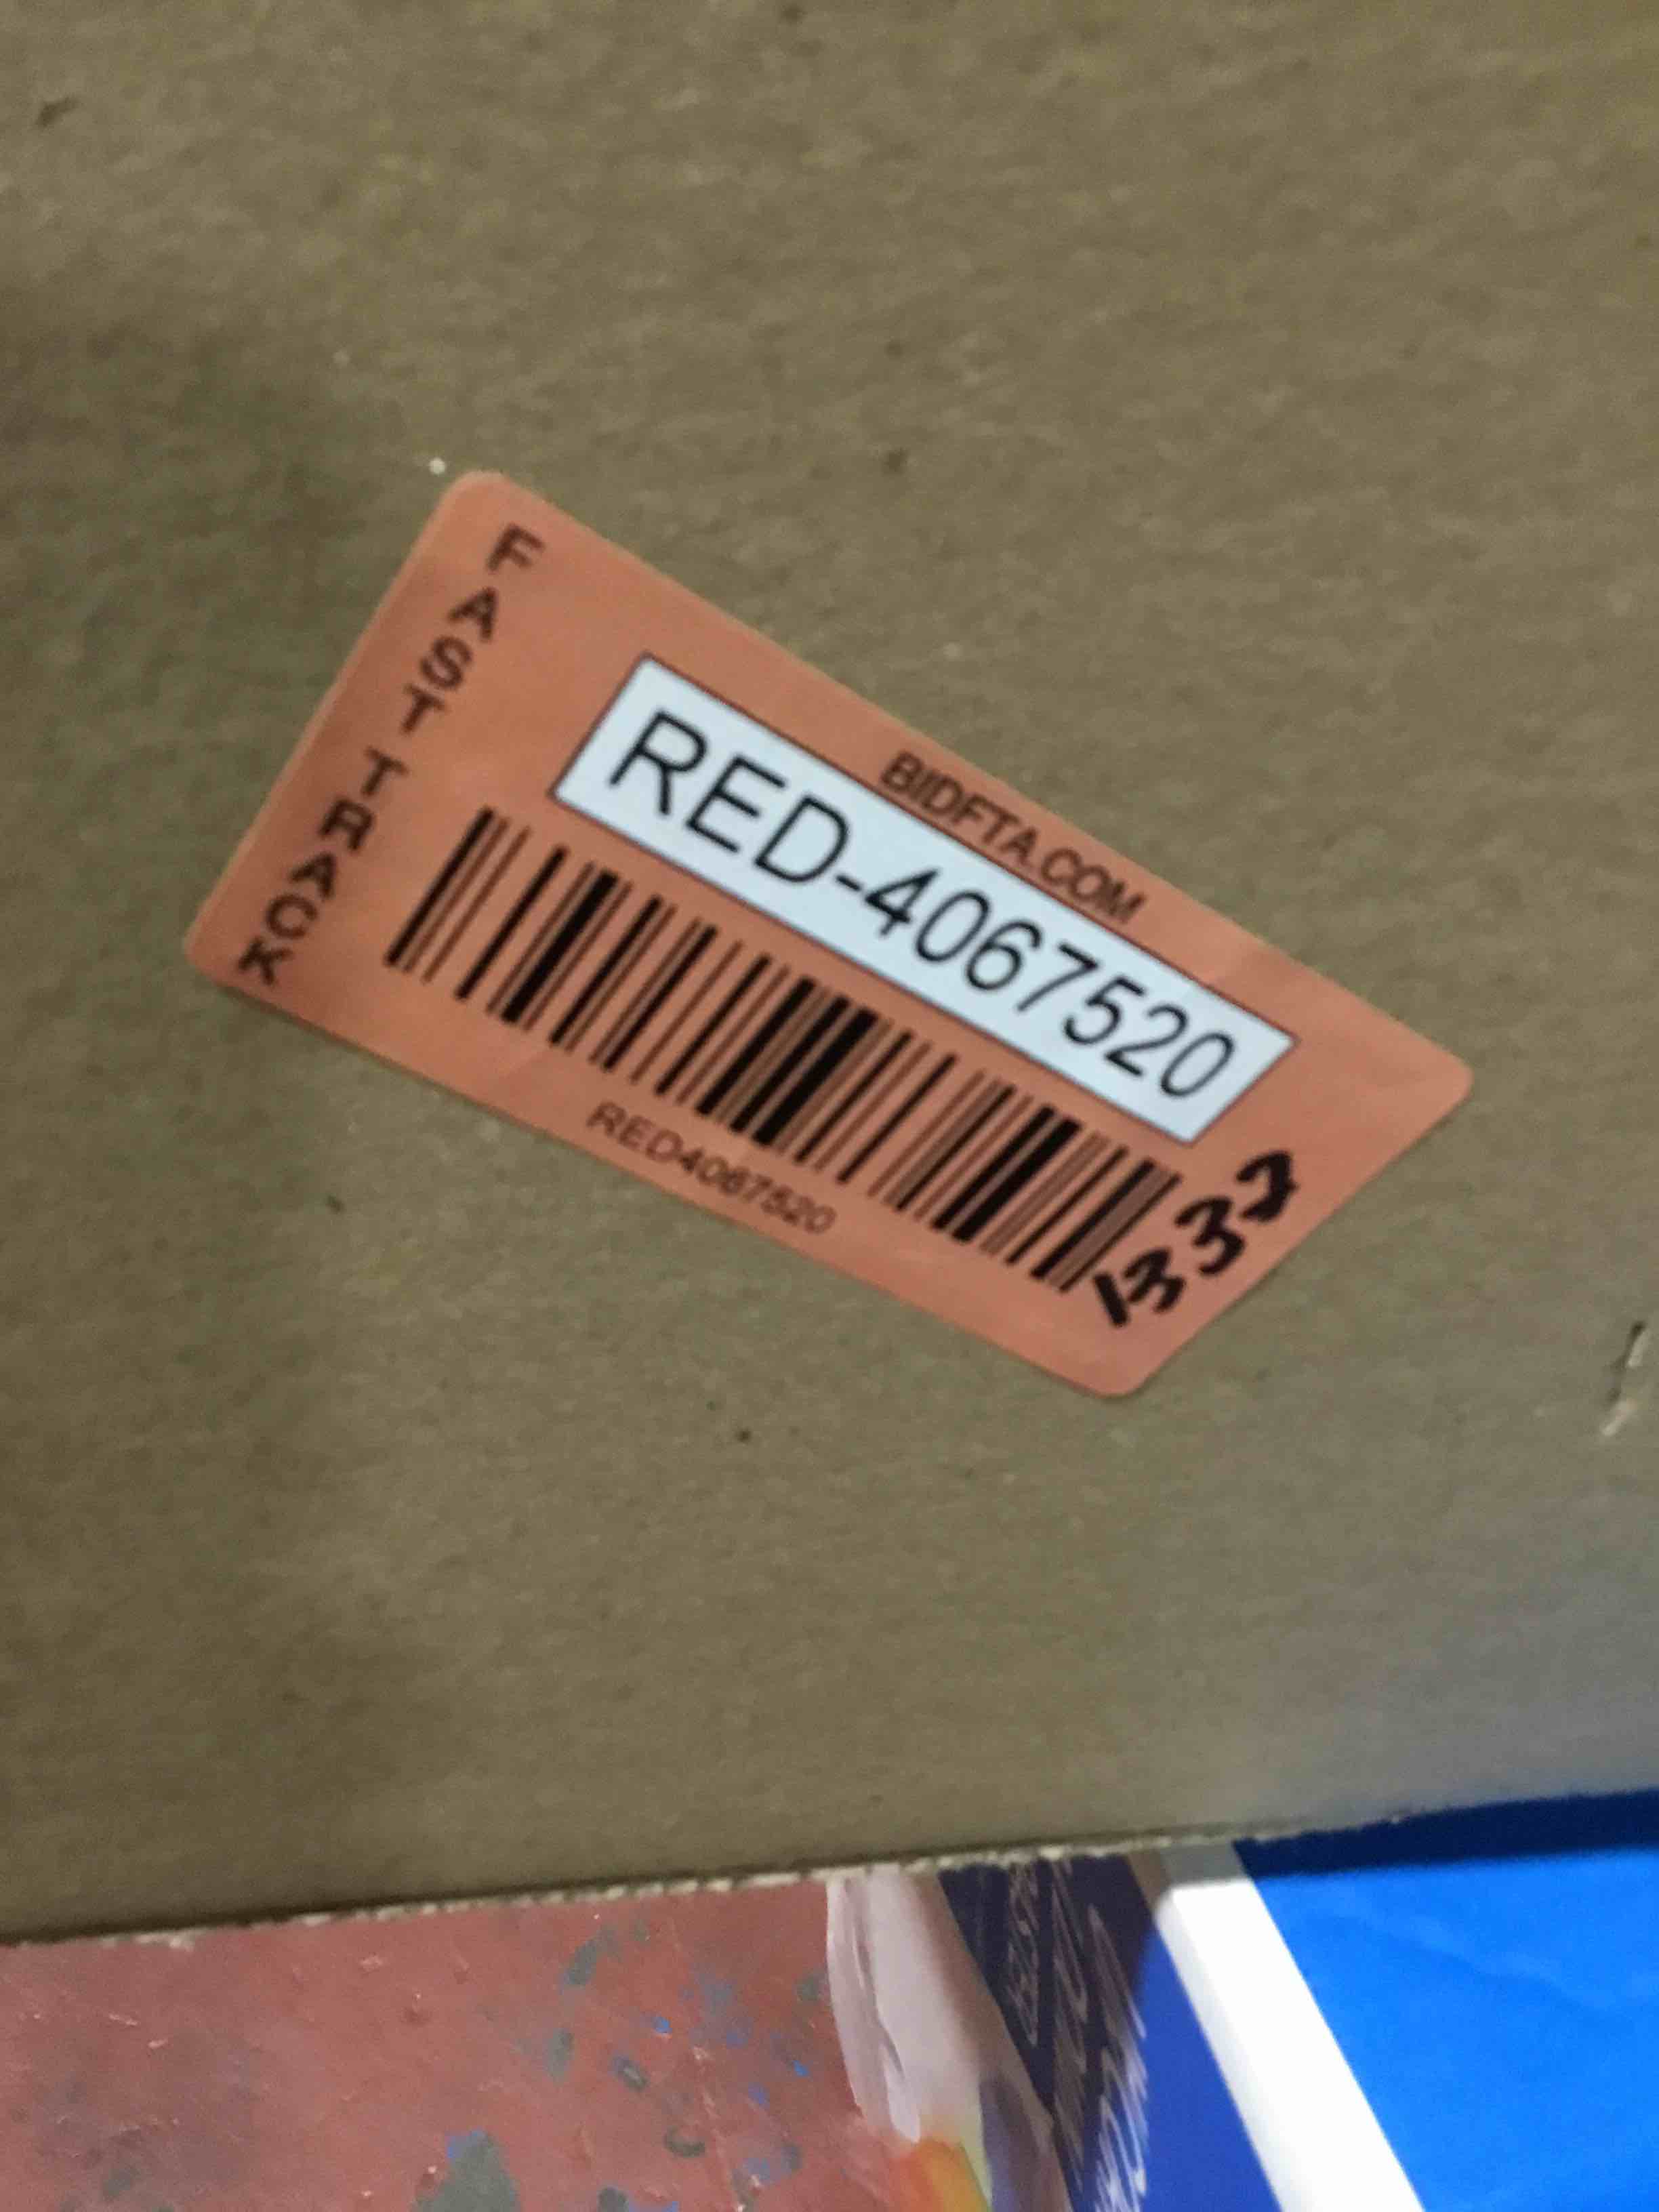 FAST TRACK
BIDFTA.COM
RED-4067520
RED4067520
1332